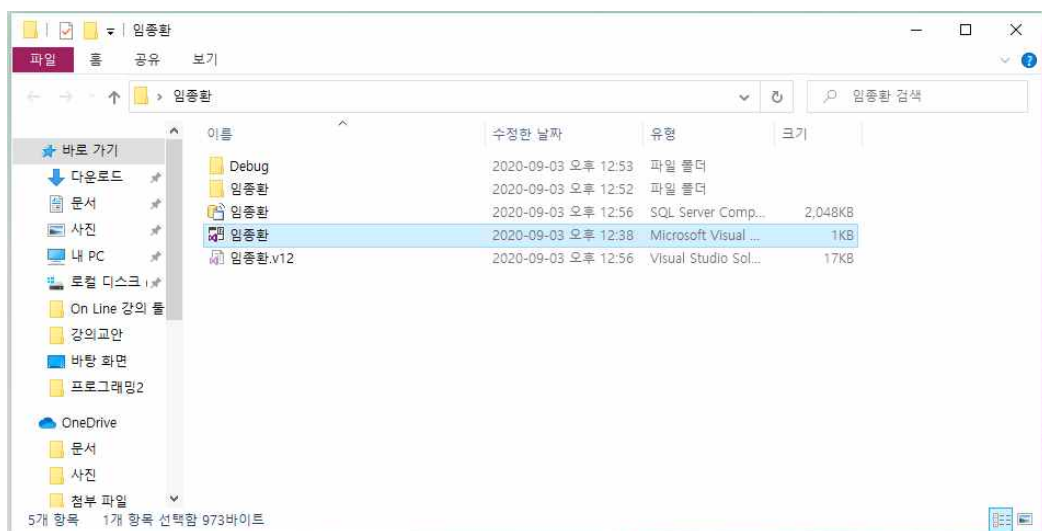 임종환
파일 홈 공유 보기
임종환
임종환 검색
이름 수정한 날짜 유형 크기
바로 가기
다운로드
문서
사진
내 PC
로컬 디스크
On Line 강의 툴
강의교안
바탕 화면
프로그래밍2
OneDrive
문서
사진
첨부 파일
Debug 2020-09-03 오후 12:53 파일 폴더
임종환 2020-09-03 오후 12:52 파일 폴더
임종환 2020-09-03 오후 12:56 SQL Server Comp... 2,048KB
임종환 2020-09-03 오후 12:38 Microsoft Visual ... 1KB
임종환.v12 2020-09-03 오후 12:56 Visual Studio Sol... 17KB
5개 항목 1개 항목 선택함 973바이트